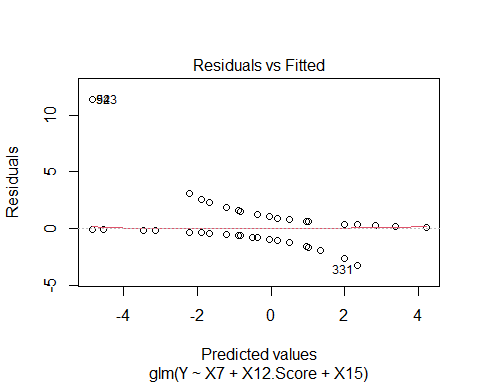 Residuals vs Fitted
Residuals
10
5
0
-5
331
-4
-2
0
2
4
Predicted values
glm(Y ~ X7 + X12.Score + X15)